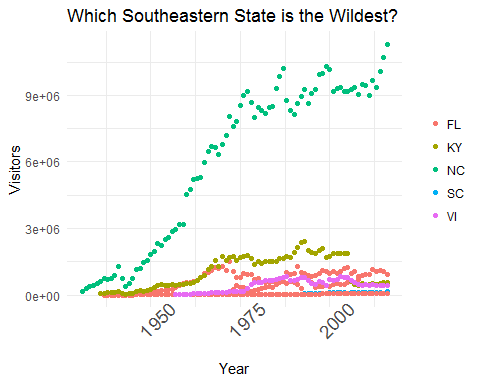 Which Southeastern State is the Wildest?
Visitors
9e+06
6e+06
3e+06
0e+00
1950
1975
2000
Year
FL
KY
NC
SC
VI